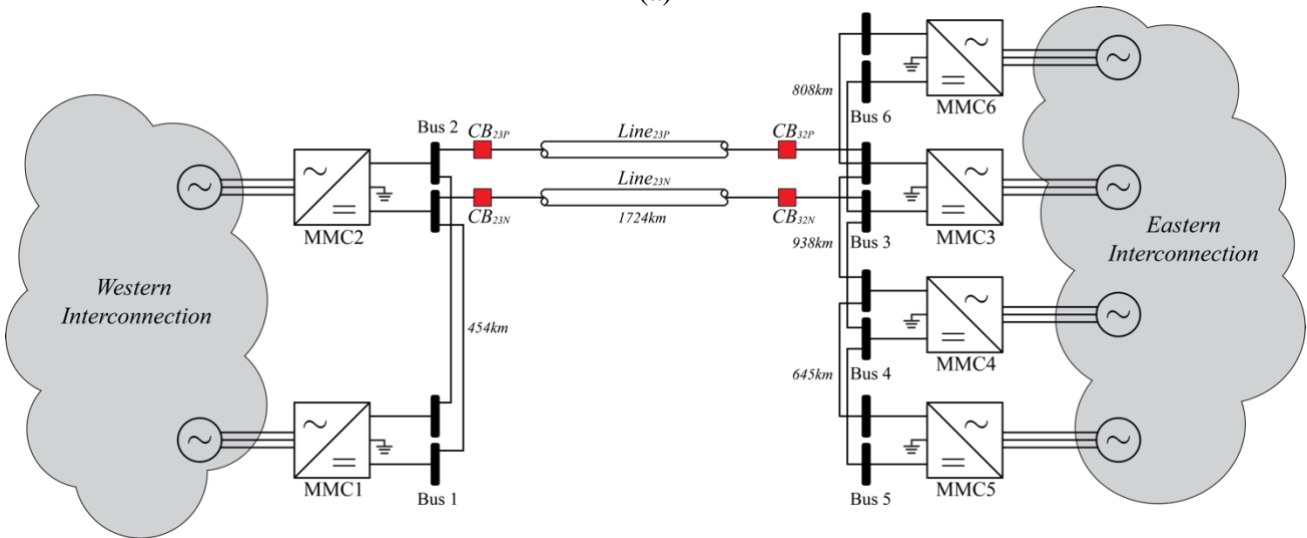 (a)
MMC6
808km
Bus 6
Bus 2
CB23P
Line23P
CB32P
CB23N
Line23N
1724km
CB32N
MMC2
MMC3
Bus 3
938km
Western
Interconnection
Eastern
Interconnection
454km
MMC4
Bus 4
645km
MMC1
Bus 1
MMC5
Bus 5